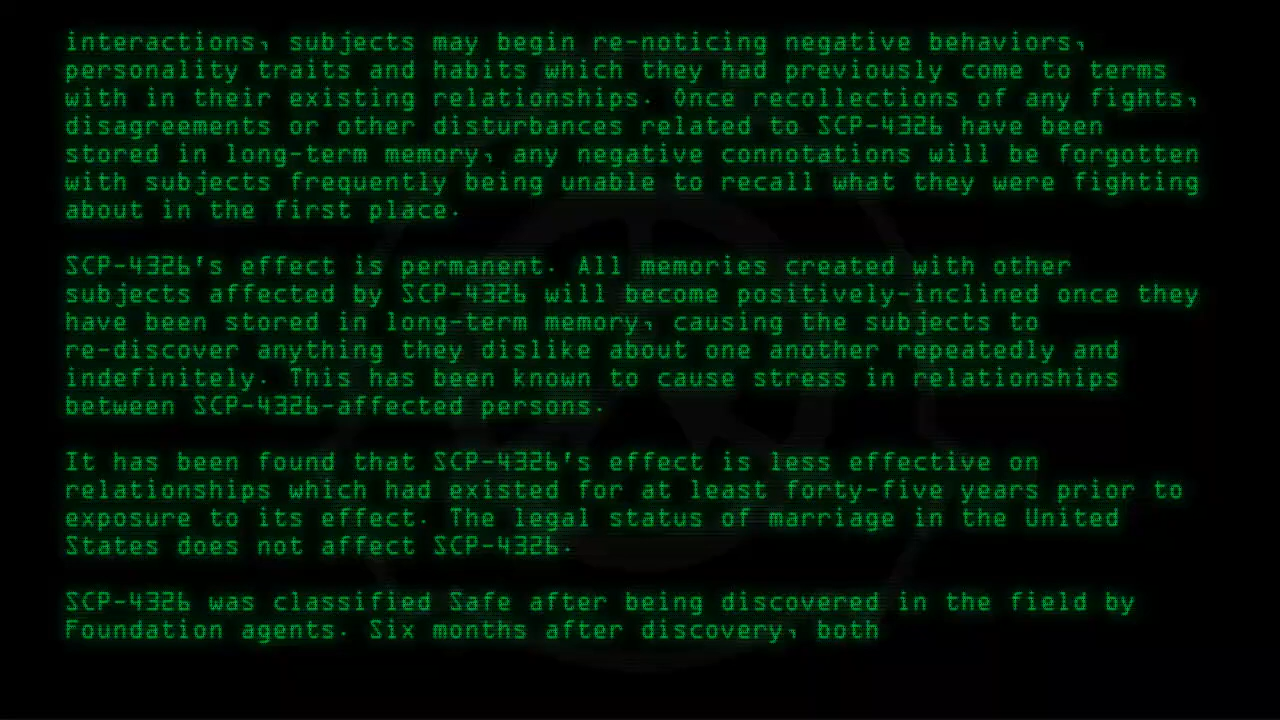 interactions, subjects may begin re-noticing negative behaviors,
personality traits and habits which they had previously come to terms
with in their existing relationships. Once recollections of any fights,
disagreements or other disturbances related to SCP-4326 have been
stored in long-term memory, any negative connotations will be forgotten
with subjects frequently being unable to recall what they were fighting
about in the first place.
SCP-4326's effect is permanent. All memories created with other
subjects affected by SCP-4326 will become positively-inclined once they
have been stored in long-term memory, causing the subjects to
re-discover anything they dislike about one another repeatedly and
indefinitely. This has been known to cause stress in relationships
between SCP-4326-affected persons.
It has been found that SCP-4326's effect is less effective on
relationships which had existed for at least forty-five years prior to
exposure to its effect. The legal status of marriage in the United
States does not affect SCP-4326.
SCP-4326 was classified Safe after being discovered in the field by
Foundation agents. Six months after discovery, both